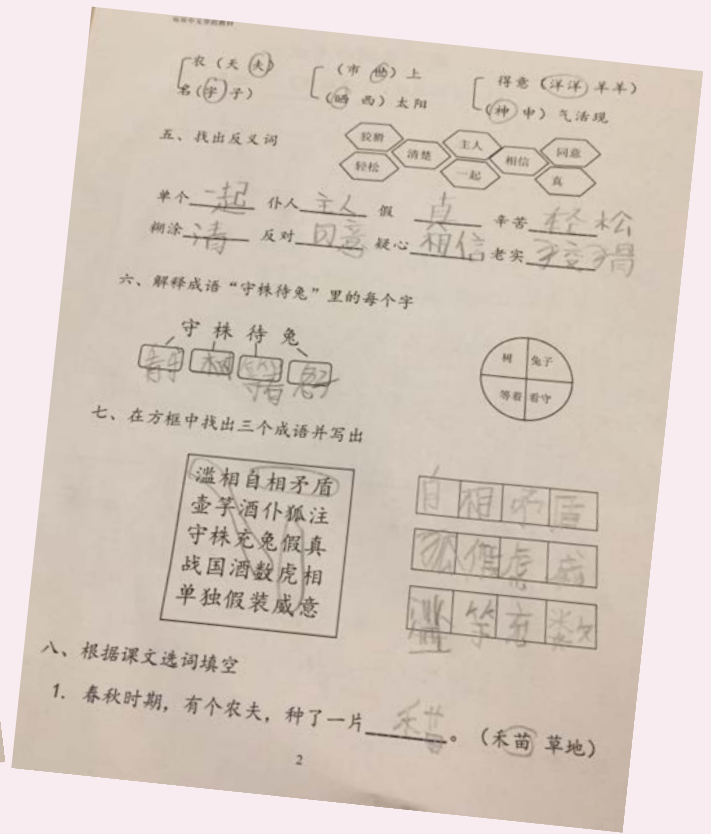 农（天 夫） （市 世）上 得意（洋洋 羊羊）
名（字 子） （晒 西）太阳 （神 申）气活现
五、找出反义词
狡猾 清楚 主人 相信 同意
轻松 一起 真
单个 一起 仆人 主人 假 真 辛苦 轻松
糊涂 清 反对 同意 疑心 相信 老实 狡猾
六、解释成语“守株待兔”里的每个字
守 株 待 兔
树 兔子
等着 看守
七、在方框中找出三个成语并写出
滥相自相矛盾
壶竽酒仆狐注
守株充兔假真
战国酒数虎相
单独假装威意
自相矛盾
狐假虎威
滥竽充数
八、根据课文选词填空
1. 春秋时期，有个农夫，种了一片 禾苗 。（禾苗 草地）
2